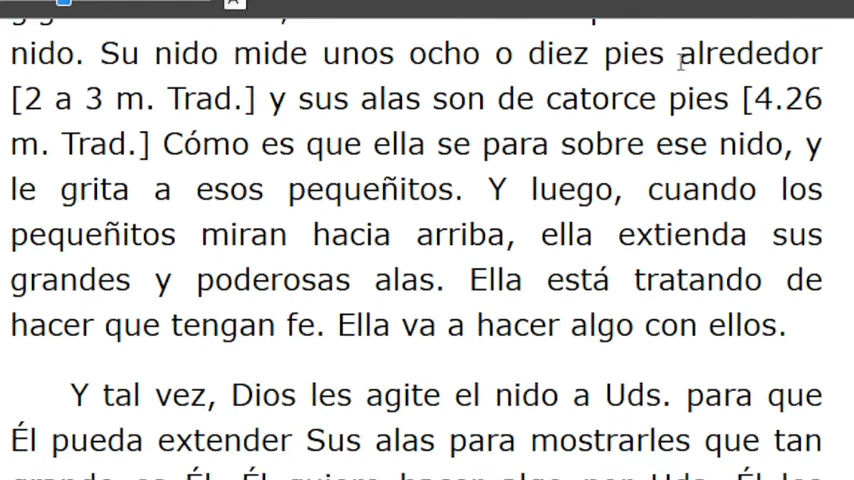 nido. Su nido mide unos ocho o diez pies alrededor
[2 a 3 m. Trad.] y sus alas son de catorce pies [4.26
m. Trad.] Cómo es que ella se para sobre ese nido, y
le grita a esos pequeñitos. Y luego, cuando los
pequeñitos miran hacia arriba, ella extienda sus
grandes y poderosas alas. Ella está tratando de
hacer que tengan fe. Ella va a hacer algo con ellos.
Y tal vez, Dios les agite el nido a Uds. para que
Él pueda extender Sus alas para mostrarles que tan